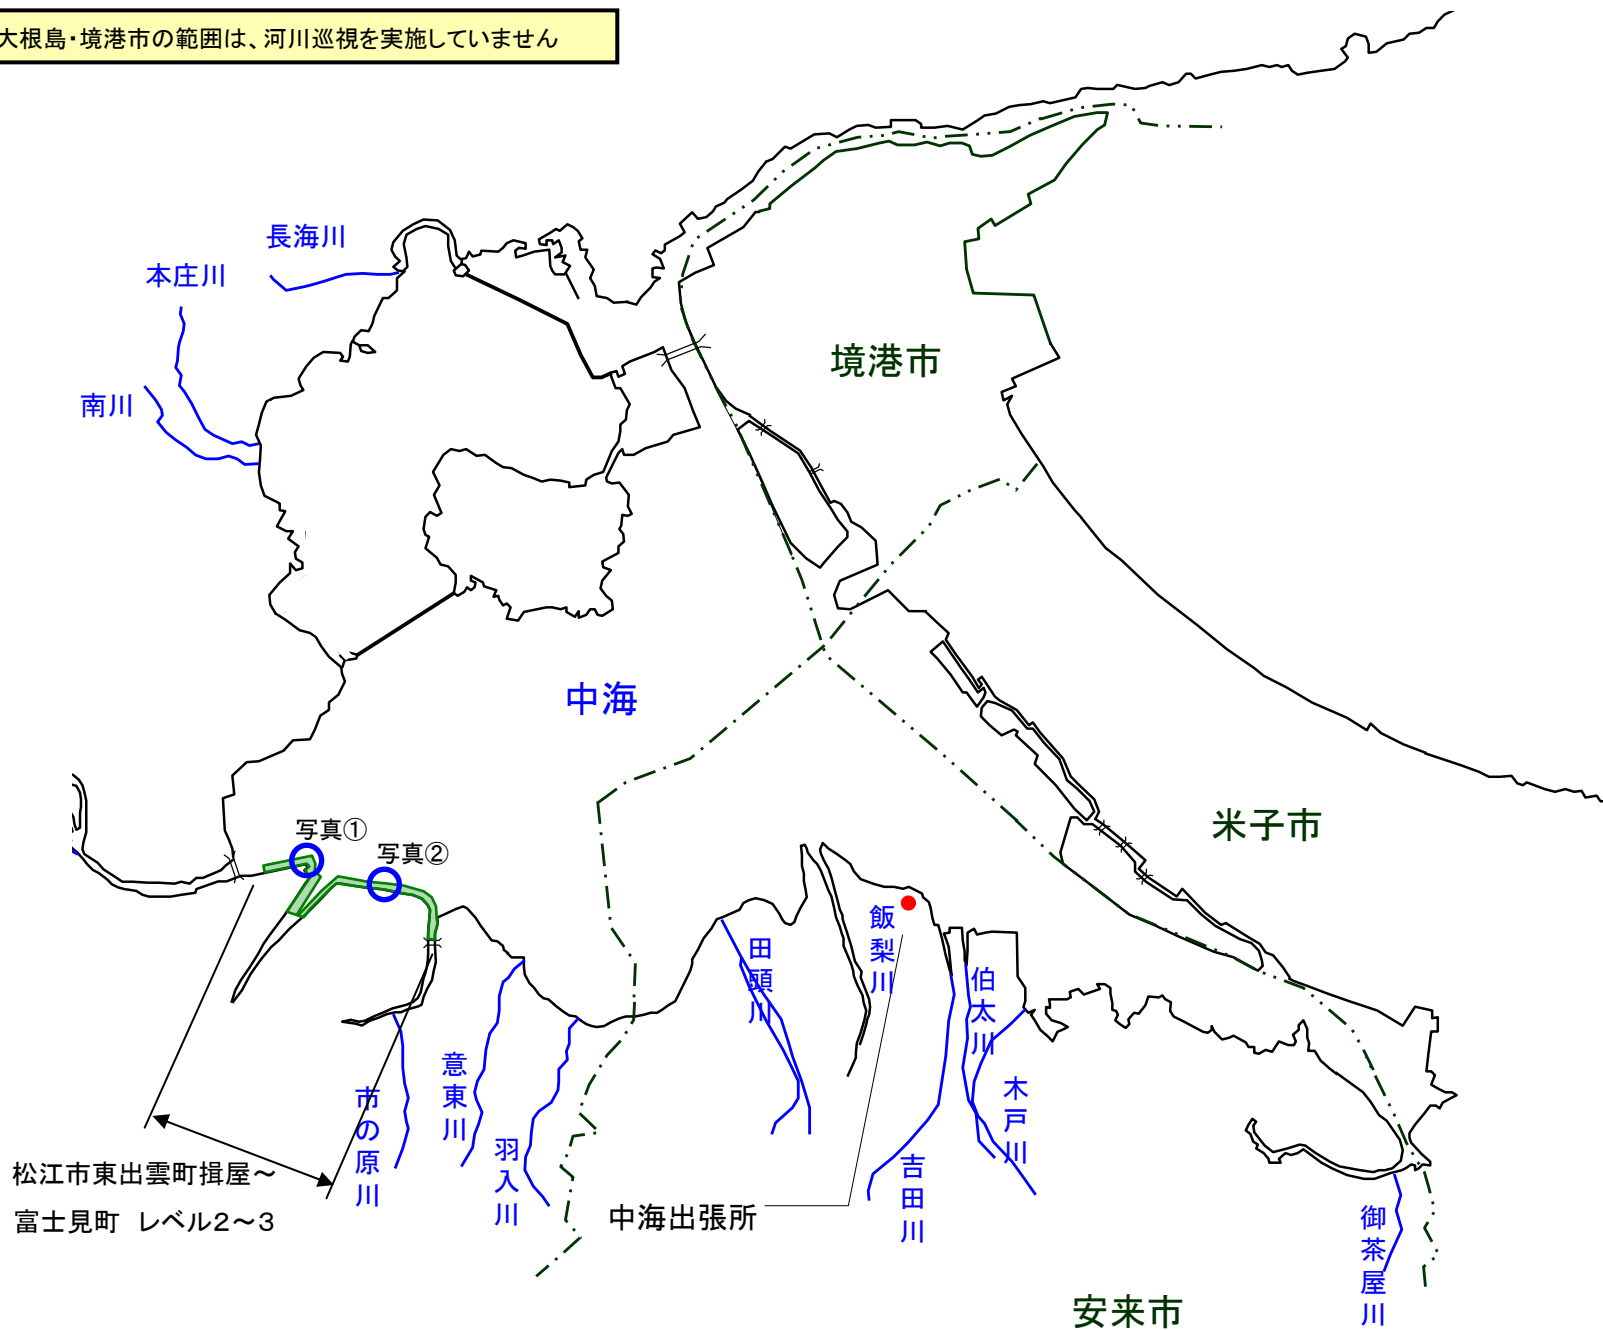 大根島・境港市の範囲は、河川巡視を実施していません
長海川
本庄川
南川
境港市
中海
米子市
写真①
写真②
飯梨川
田頭川
伯太川
意東川
木戸川
市の原川
羽入川
吉田川
松江市東出雲町揖屋～
富士見町　レベル２～３
中海出張所
御茶屋川
安来市